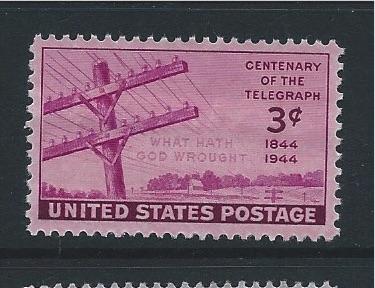 CENTENARY
OF THE
TELEGRAPH
3¢
WHAT HATH
GOD WROUGHT
1844
1944
UNITED STATES POSTAGE